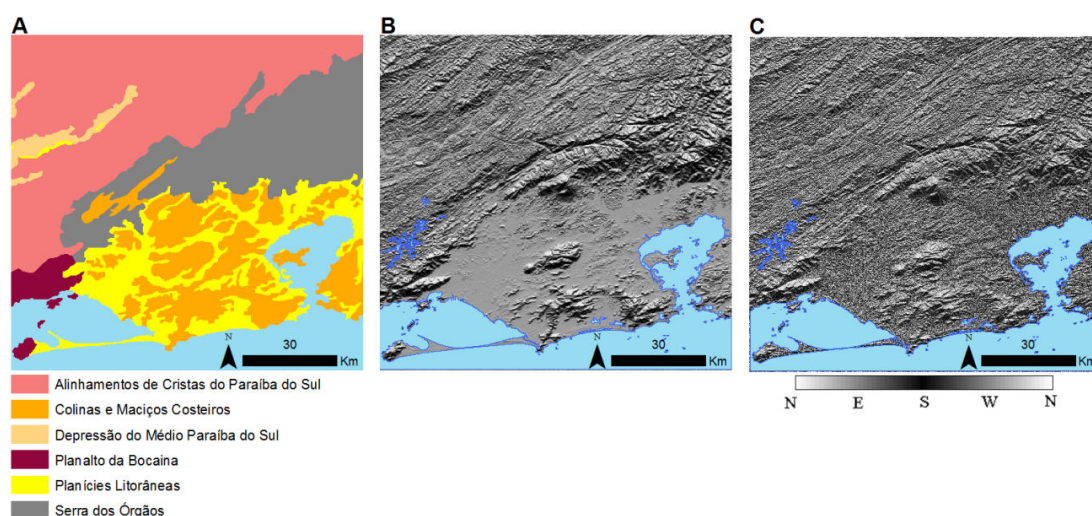 A
B
C
N
30
Km
N
30
Km
N
30
Km
N E S W N
Alinhamentos de Cristas do Paraíba do Sul
Colinas e Maciços Costeiros
Depressão do Médio Paraíba do Sul
Planalto da Bocaina
Planícies Litorâneas
Serra dos Órgãos